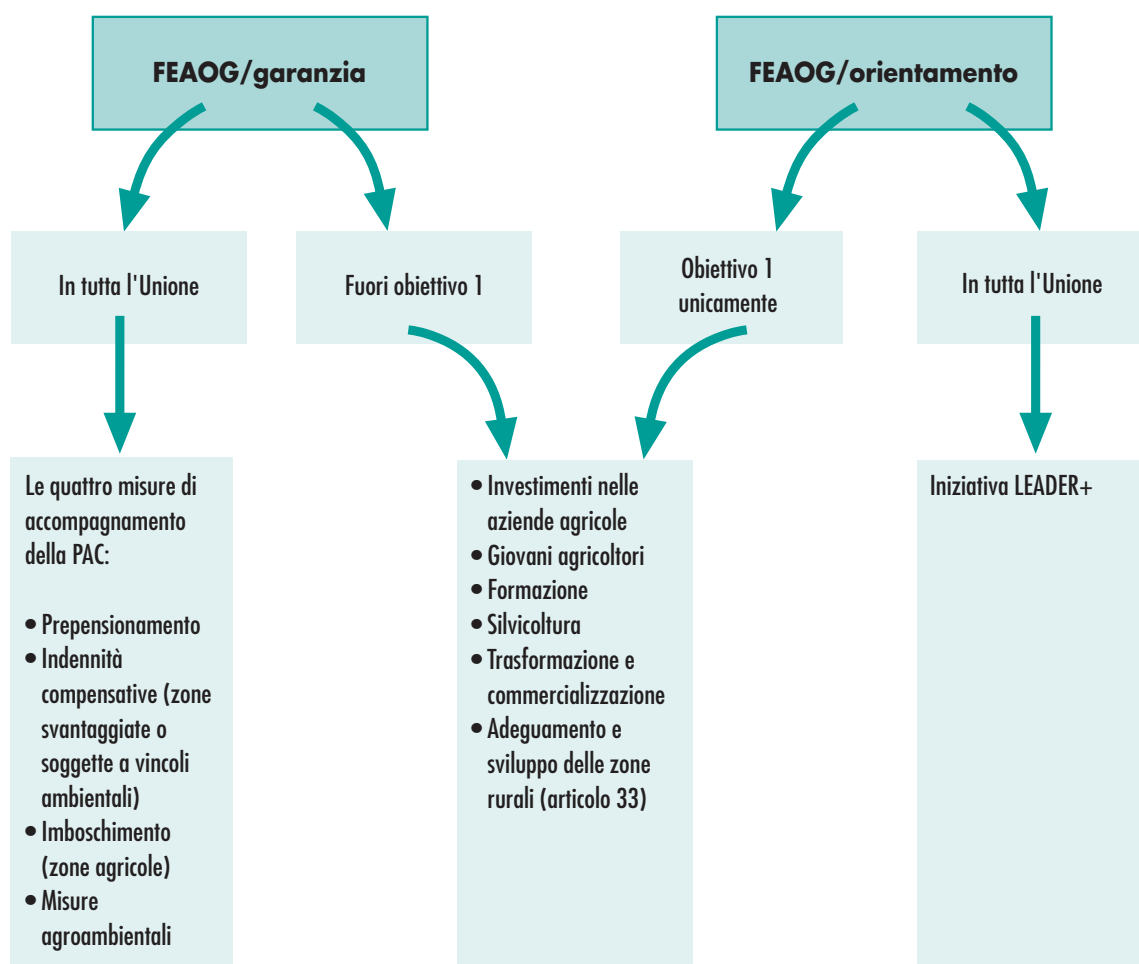 FEAOG/garanzia
FEAOG/orientamento
In tutta l'Unione
Fuori obiettivo 1
Obiettivo 1
unicamente
In tutta l'Unione
Le quattro misure di
accompagnamento
della PAC:
• Prepensionamento
• Indennità
compensative (zone
svantaggiate o
soggette a vincoli
ambientali)
• Imboschimento
(zone agricole)
• Misure
agroambientali
• Investimenti nelle
aziende agricole
• Giovani agricoltori
• Formazione
• Silvicoltura
• Trasformazione e
commercializzazione
• Adeguamento e
sviluppo delle zone
rurali (articolo 33)
Iniziativa LEADER+